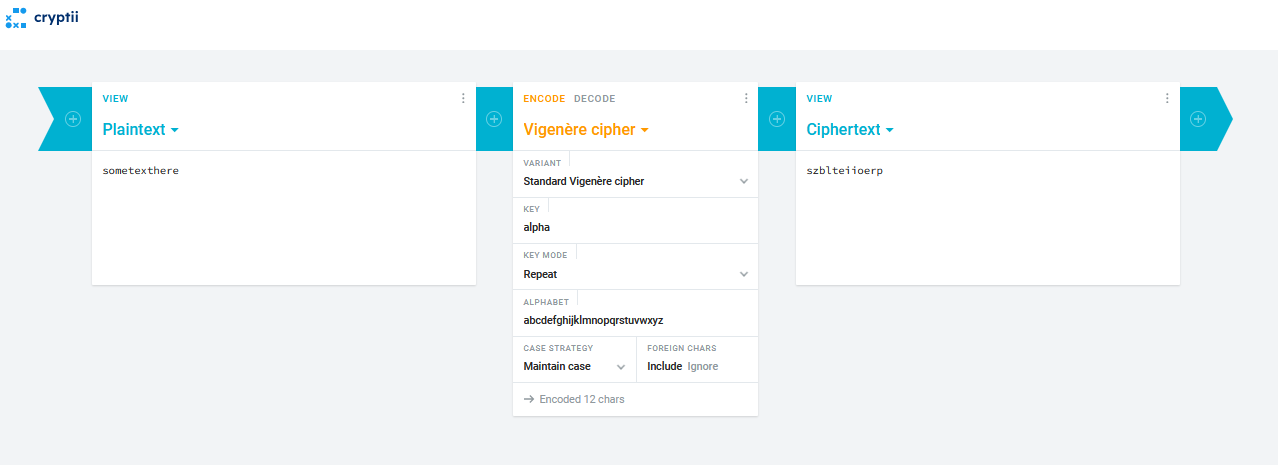 cryptii
VIEW
Plaintext
sometexthere
ENCODE DECODE
Vigenère cipher
VARIANT
Standard Vigenère cipher
KEY
alpha
KEY MODE
Repeat
ALPHABET
abcdefghijklmnopqrstuvwxyz
CASE STRATEGY
Maintain case
FOREIGN CHARS
Include Ignore
Encoded 12 chars
VIEW
Ciphertext
szblteiioerp